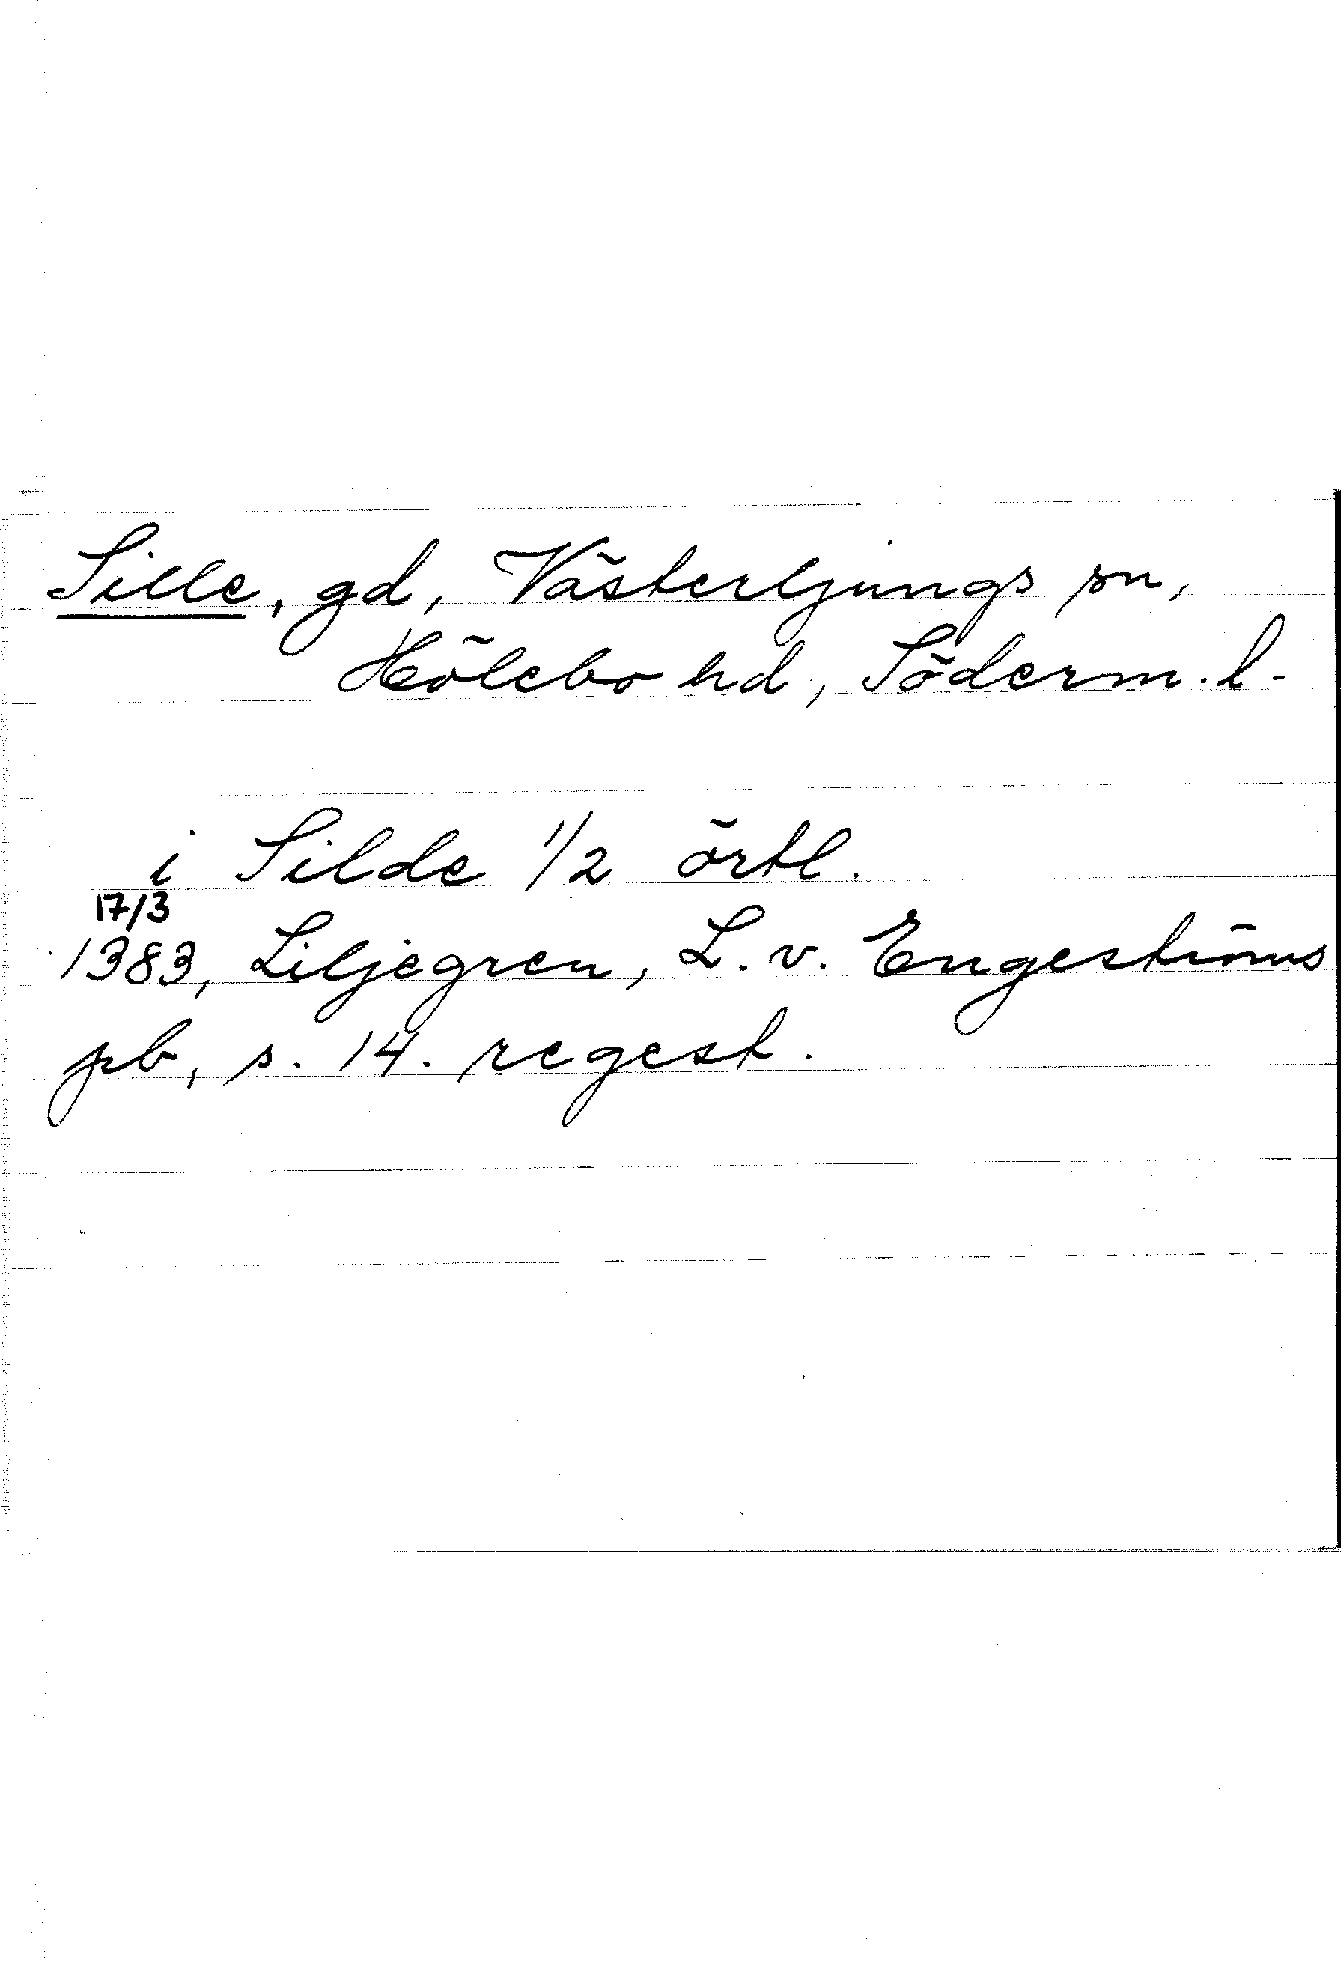 Sille, gd, Västerljungs sn,
Hölebo hd, Söderm. l.
i Silde 1/2 örtl.
17/3
1383, Liljegren, L. v. Engeströms
pb, s. 14. regest.